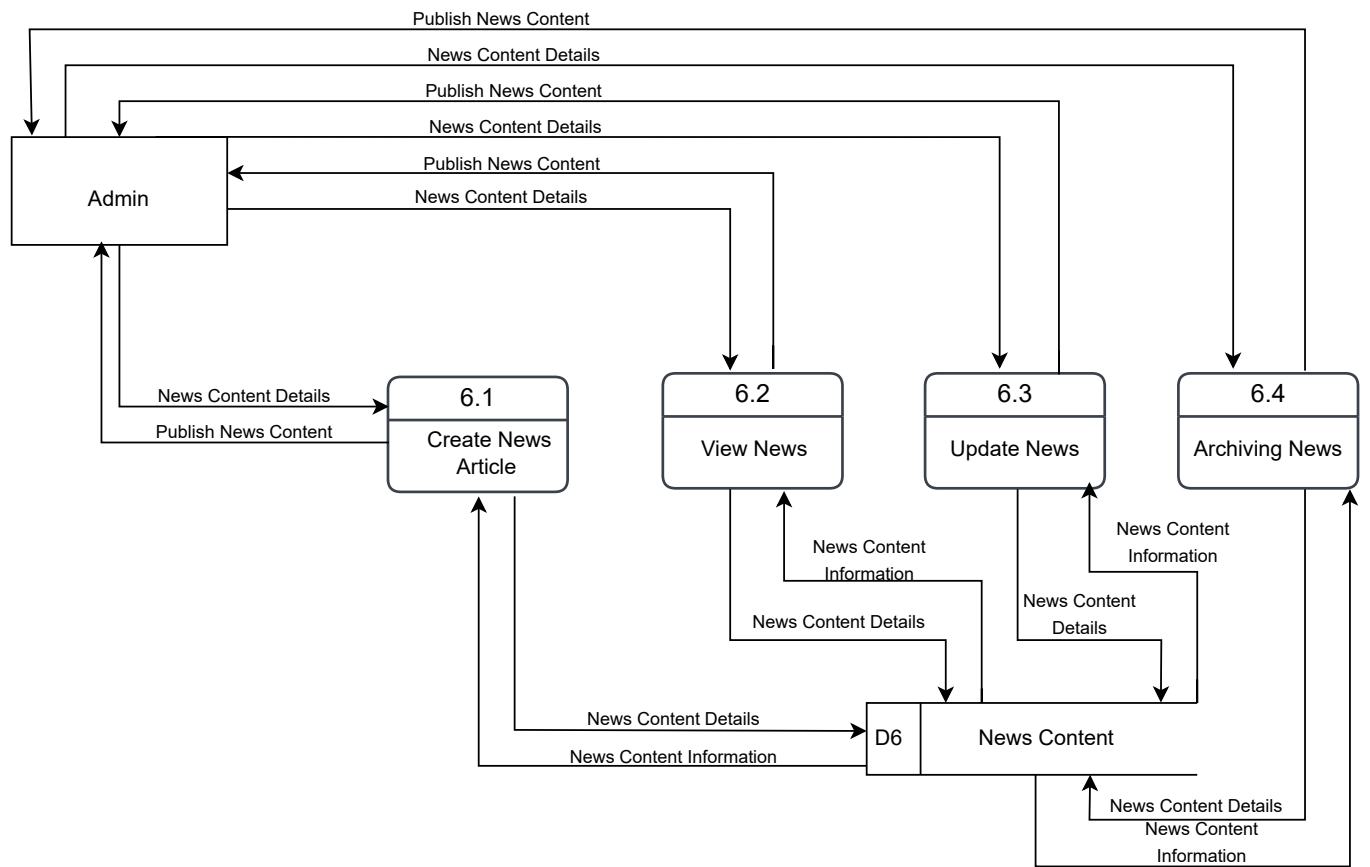 Publish News Content
News Content Details
Publish News Content
News Content Details
Publish News Content
News Content Details
Admin
News Content Details
Publish News Content
6.1
Create News
Article
6.2
View News
6.3
Update News
6.4
Archiving News
News Content
Information
News Content
Information
News Content
Details
News Content Details
News Content Details
News Content Information
D6
News Content
News Content Details
News Content
Information